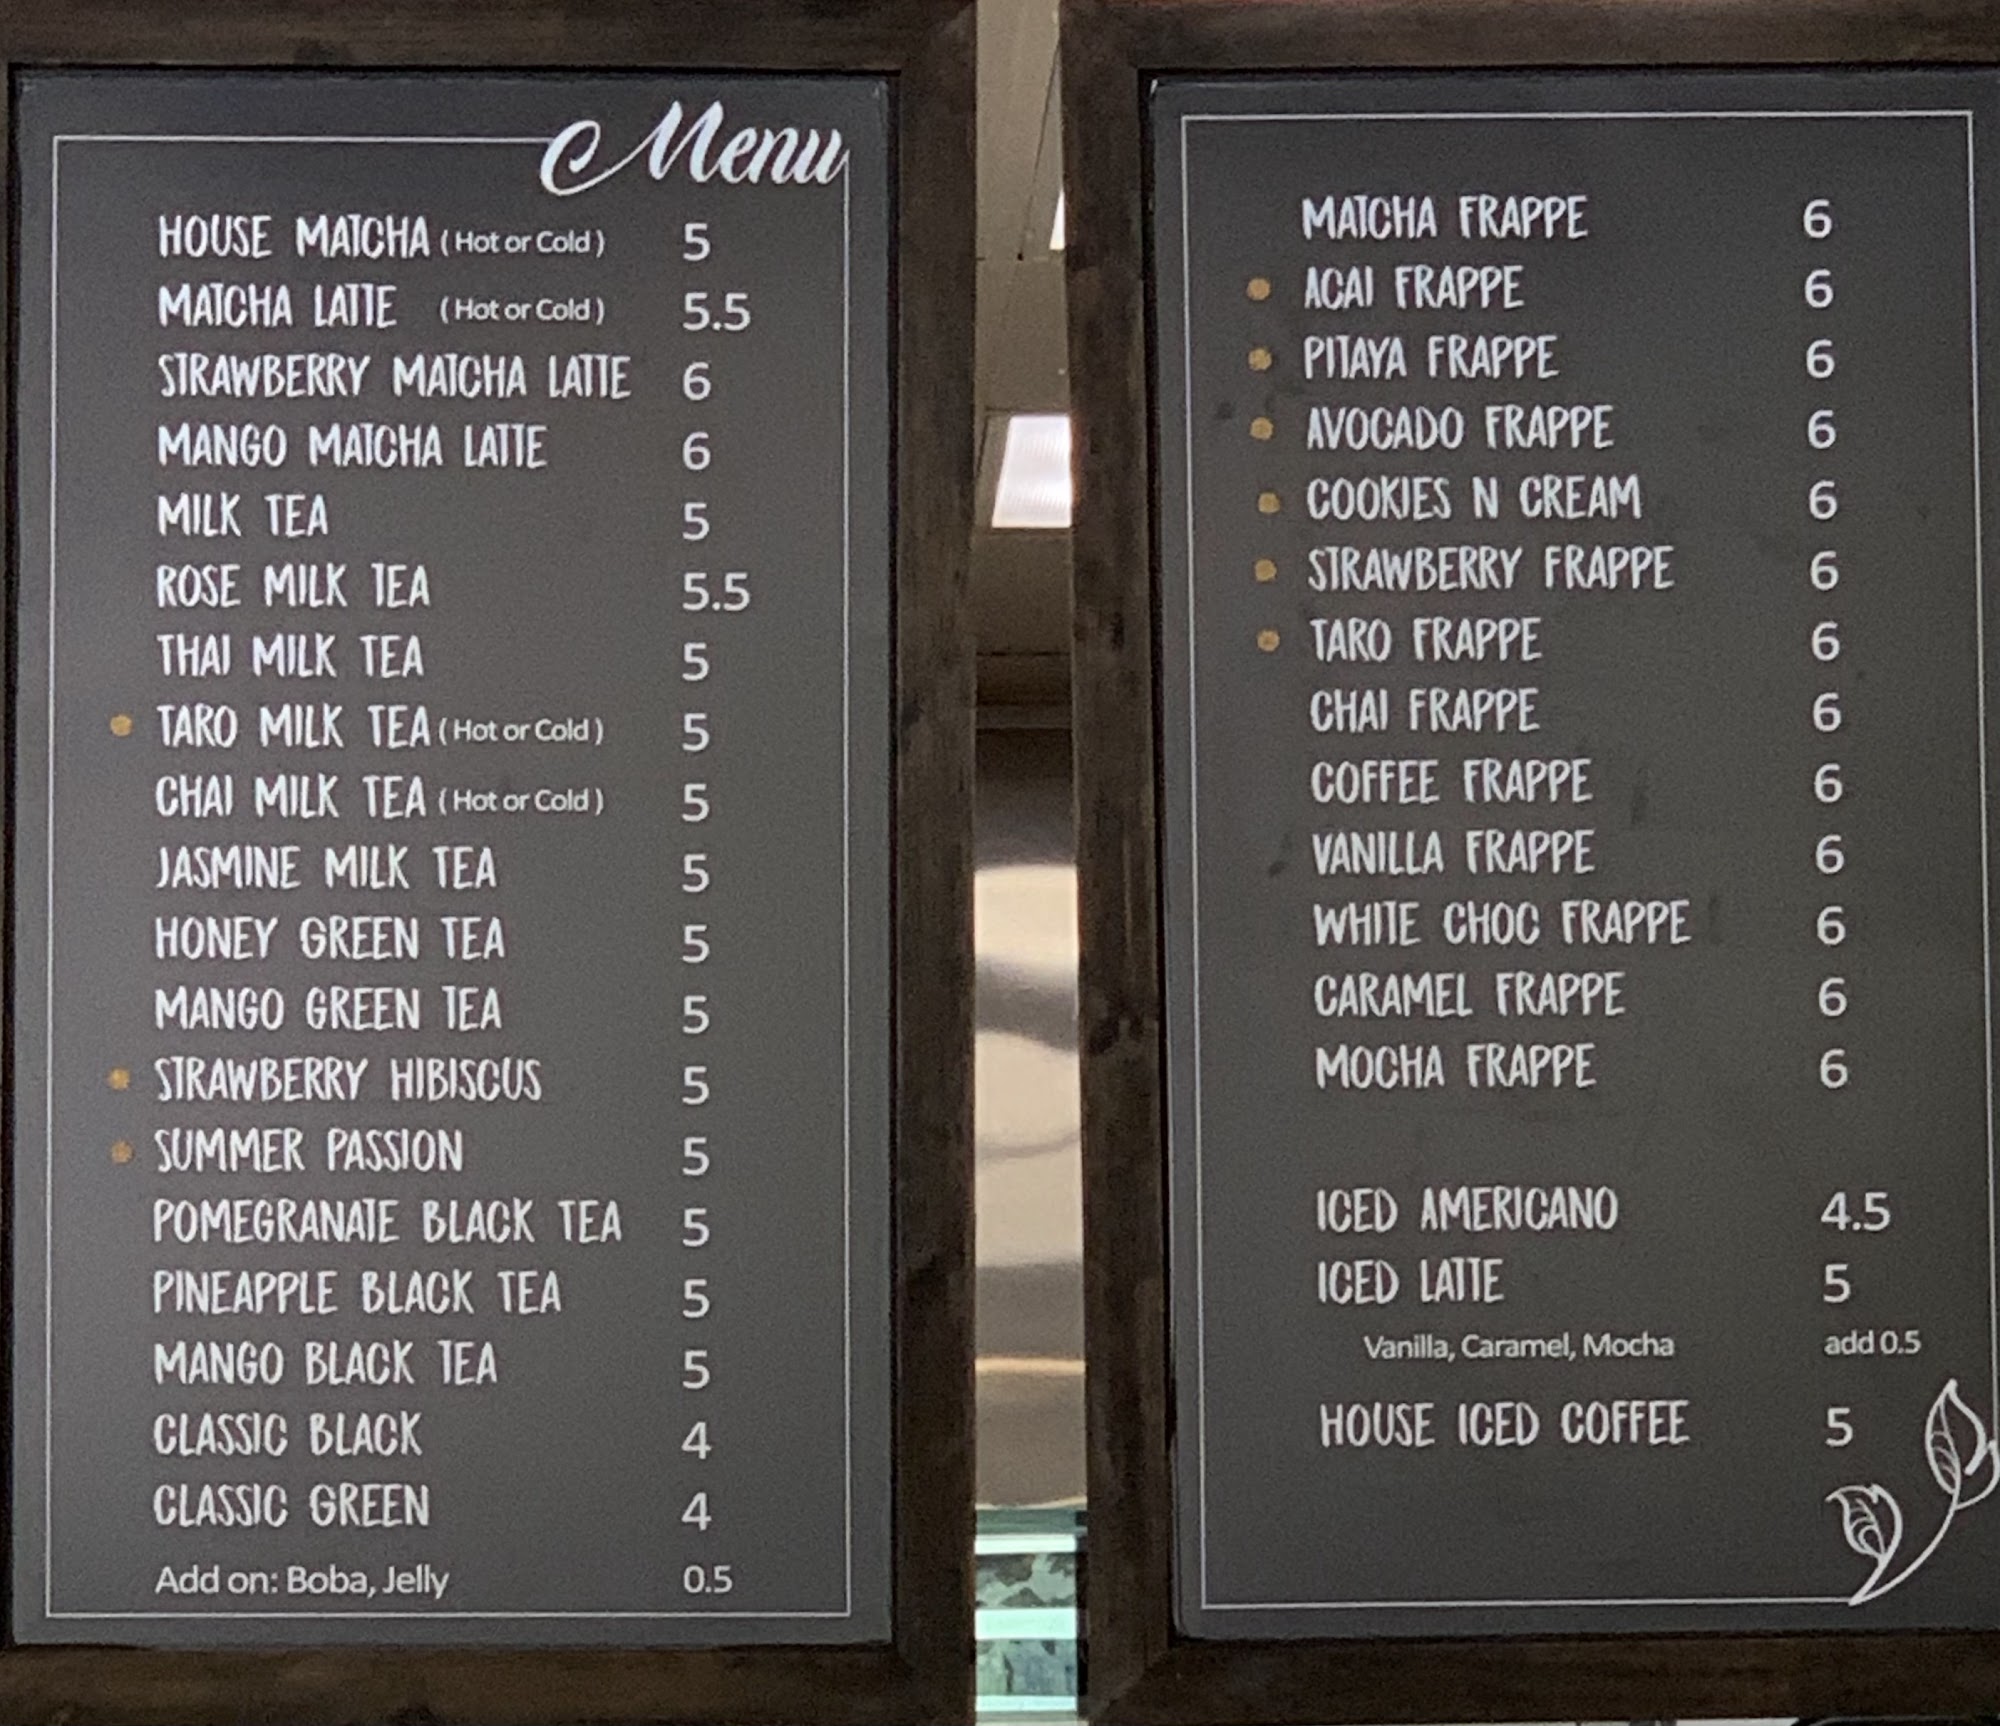 Menu
HOUSE MATCHA (Hot or Cold) 5
MATCHA LATTE (Hot or Cold) 5.5
STRAWBERRY MATCHA LATTE 6
MANGO MATCHA LATTE 6
MILK TEA 5
ROSE MILK TEA 5.5
THAI MILK TEA 5
TARO MILK TEA (Hot or Cold) 5
CHAI MILK TEA (Hot or Cold) 5
JASMINE MILK TEA 5
HONEY GREEN TEA 5
MANGO GREEN TEA 5
STRAWBERRY HIBISCUS 5
SUMMER PASSION 5
POMEGRANATE BLACK TEA 5
PINEAPPLE BLACK TEA 5
MANGO BLACK TEA 5
CLASSIC BLACK 4
CLASSIC GREEN 4
Add on: Boba, Jelly 0.5
MATCHA FRAPPE 6
ACAI FRAPPE 6
PITAYA FRAPPE 6
AVOCADO FRAPPE 6
COOKIES N CREAM 6
STRAWBERRY FRAPPE 6
TARO FRAPPE 6
CHAI FRAPPE 6
COFFEE FRAPPE 6
VANILLA FRAPPE 6
WHITE CHOC FRAPPE 6
CARAMEL FRAPPE 6
MOCHA FRAPPE 6
ICED AMERICANO 4.5
ICED LATTE 5
Vanilla, Caramel, Mocha add 0.5
HOUSE ICED COFFEE 5